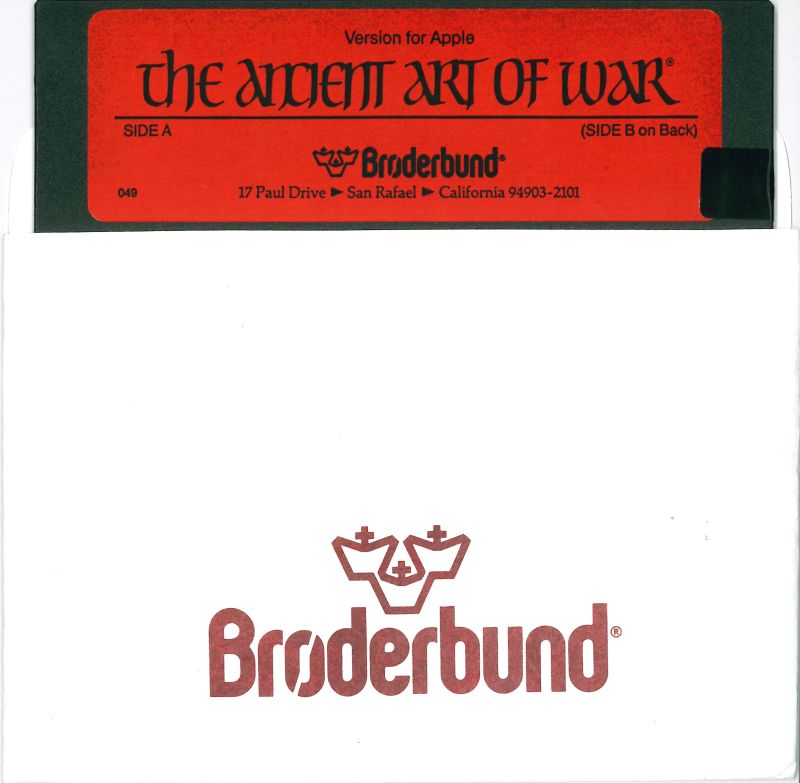 Version for Apple
The Ancient Art of War®
SIDE A
(SIDE B on Back)
Brøderbund®
049
17 Paul Drive ► San Rafael ► California 94903-2101
Brøderbund®